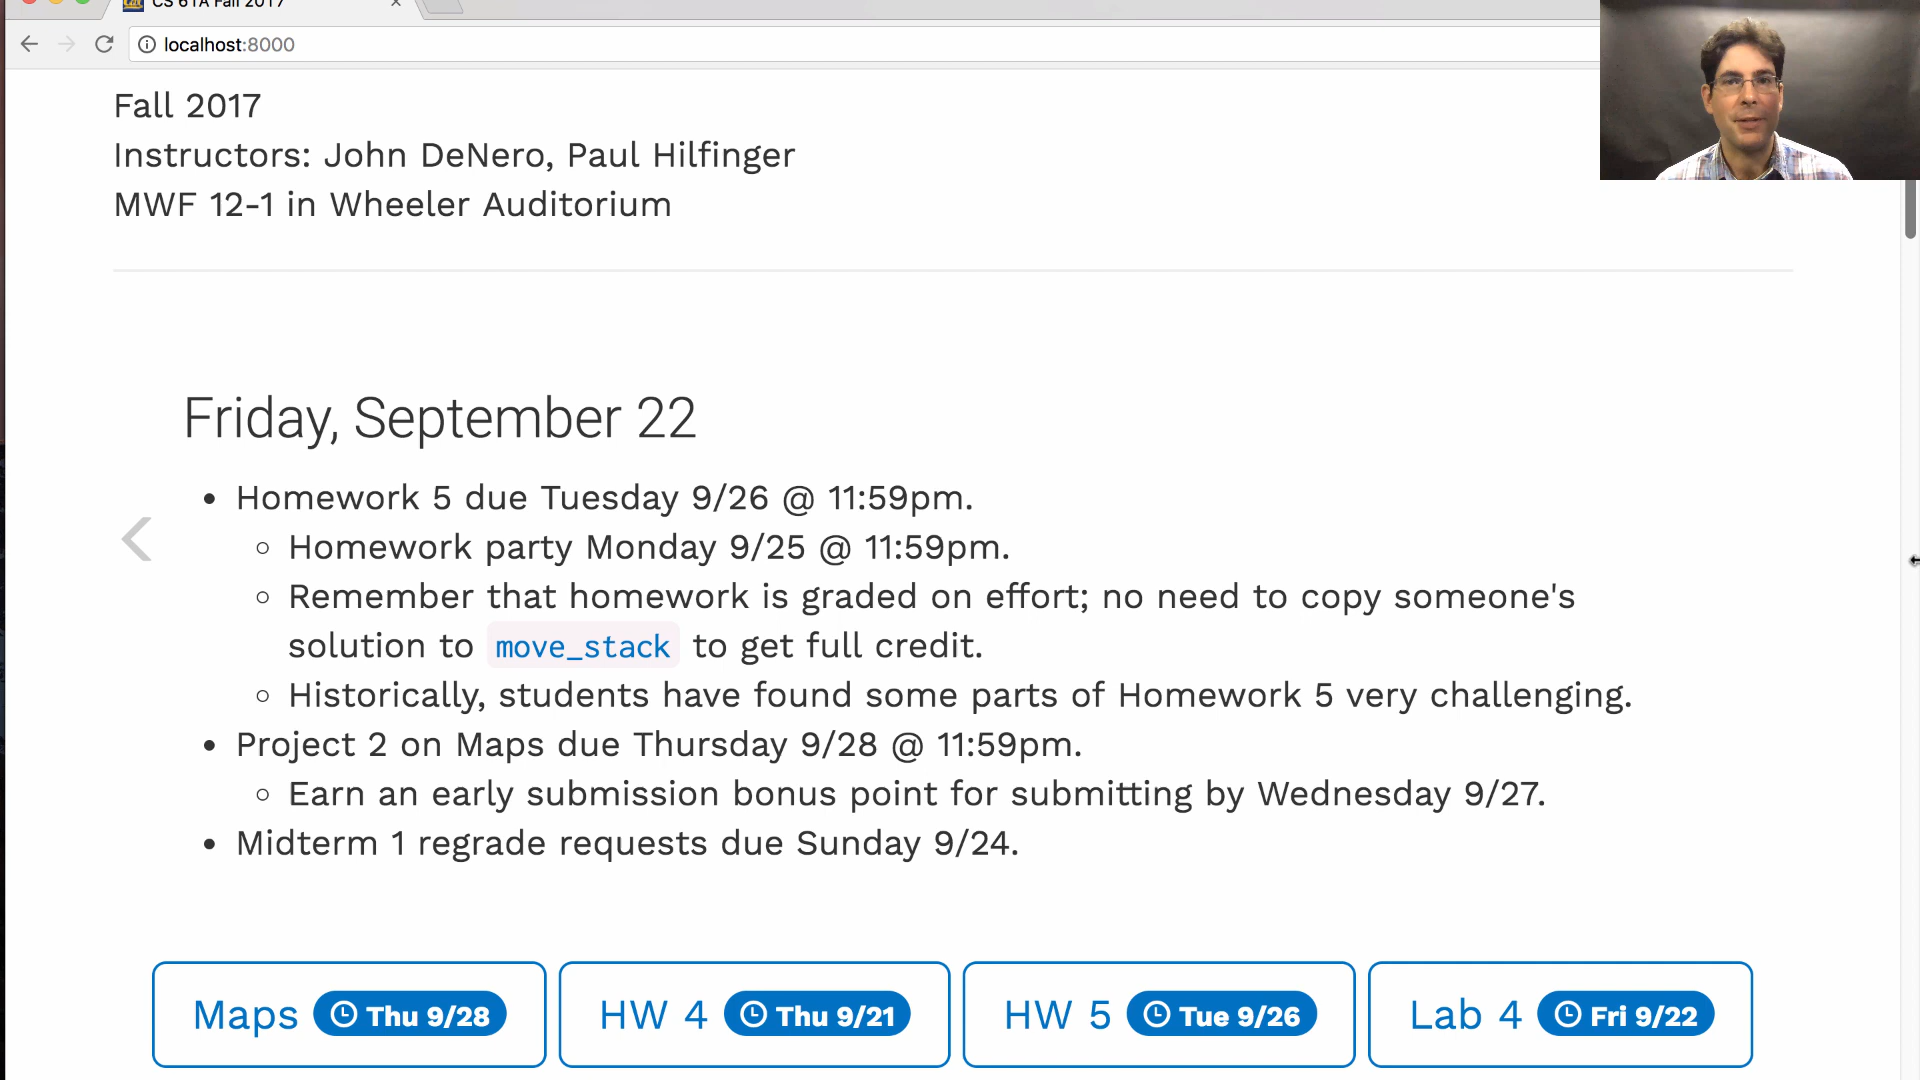 CS 61A Fall 2017
localhost:8000
Fall 2017
Instructors: John DeNero, Paul Hilfinger
MWF 12-1 in Wheeler Auditorium
Friday, September 22
Homework 5 due Tuesday 9/26 @ 11:59pm.
Homework party Monday 9/25 @ 11:59pm.
Remember that homework is graded on effort; no need to copy someone's
solution to move_stack to get full credit.
Historically, students have found some parts of Homework 5 very challenging.
Project 2 on Maps due Thursday 9/28 @ 11:59pm.
Earn an early submission bonus point for submitting by Wednesday 9/27.
Midterm 1 regrade requests due Sunday 9/24.
Maps Thu 9/28 HW 4 Thu 9/21 HW 5 Tue 9/26 Lab 4 Fri 9/22